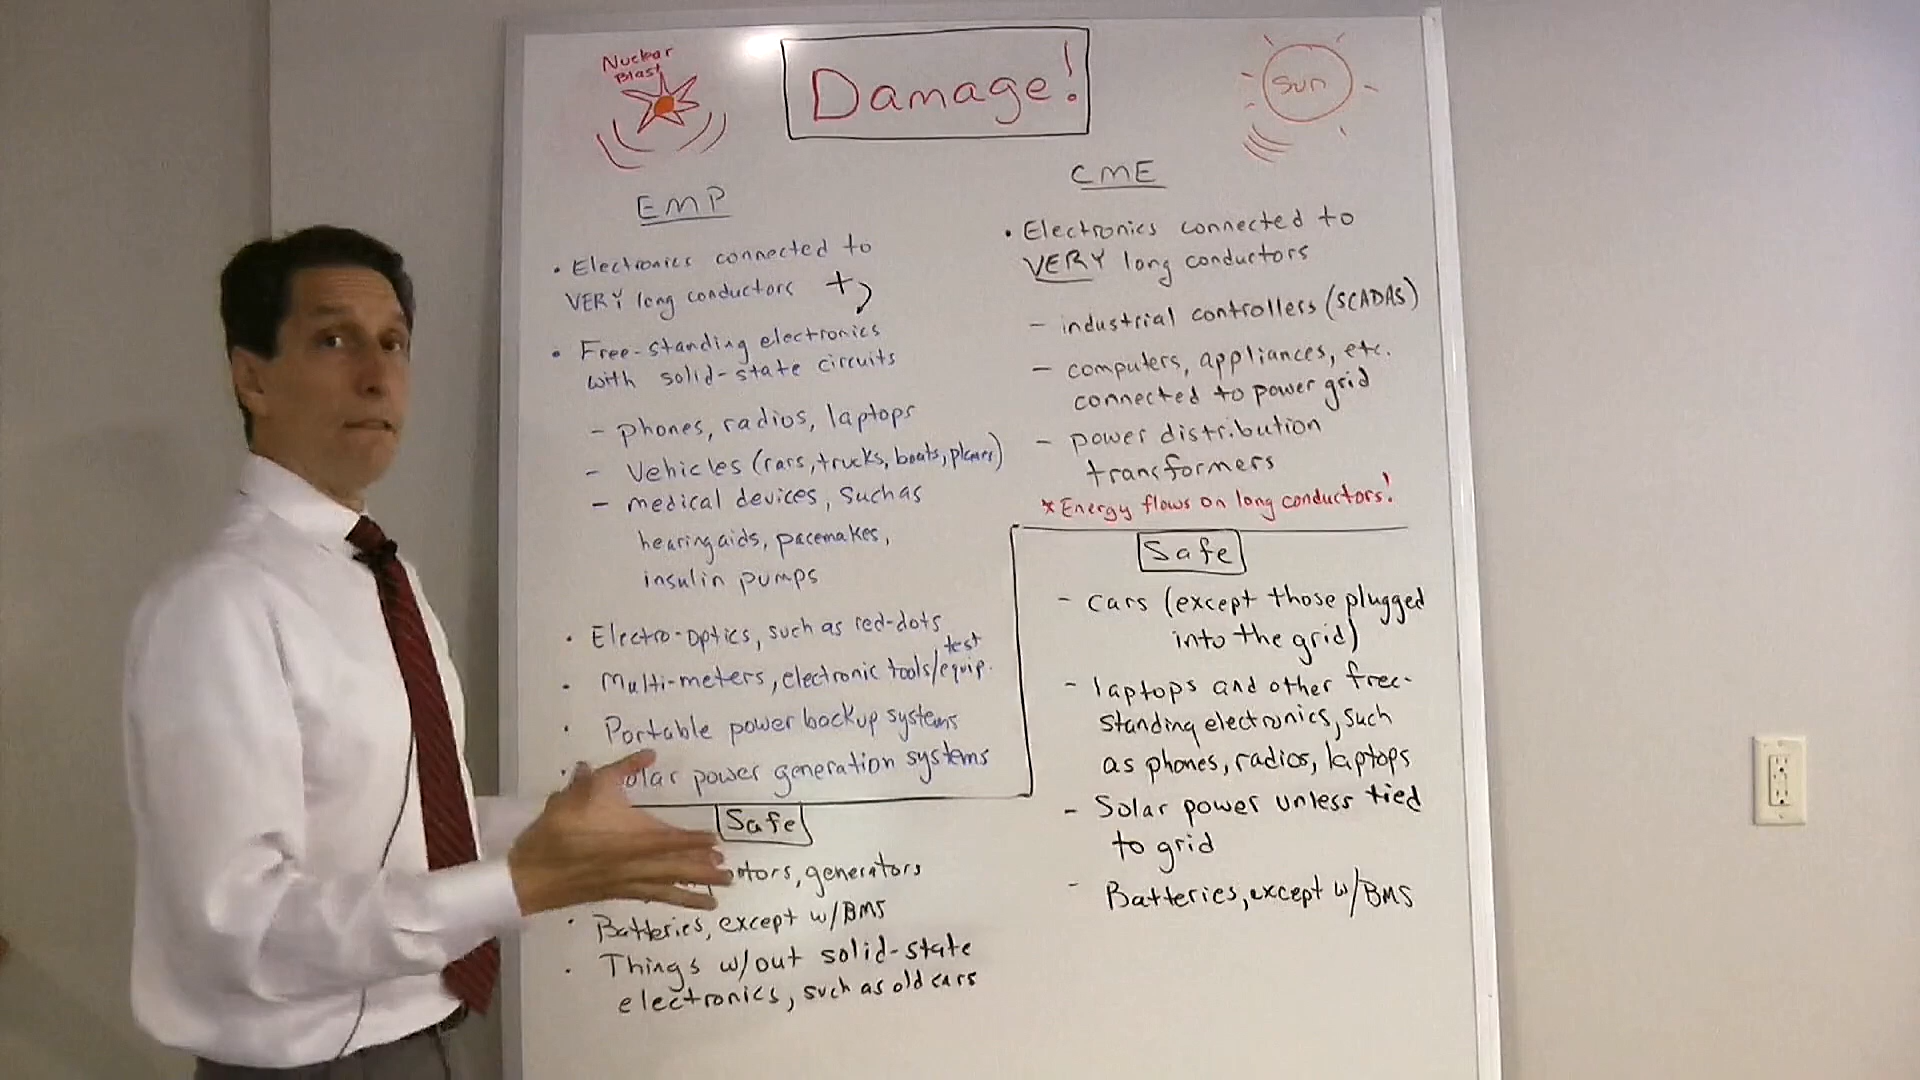 Nuclear
Blast
Damage!
sun
EMP
• Electronics connected to
VERY long conductors +
• Free-standing electronics
with solid-state circuits
- phones, radios, laptops
- Vehicles (cars, trucks, boats, planes)
- medical devices, such as
hearing aids, pacemakes,
insulin pumps
• Electro-optics, such as red-dots
test
• Multi-meters, electronic tools/equip.
• Portable power backup systems
• olar power generation systems
Safe
otors, generators
• Batteries, except w/BMS
• Things w/out solid-state
electronics, such as old cars
CME
• Electronics connected to
VERY long conductors
- industrial controllers (SCADAS)
- computers, appliances, etc.
connected to power grid
- power distribution
transformers
* Energy flows on long conductors!
Safe
- cars (except those plugged
into the grid)
- laptops and other free-
standing electronics, such
as phones, radios, laptops
- Solar power unless tied
to grid
- Batteries, except w/BMS